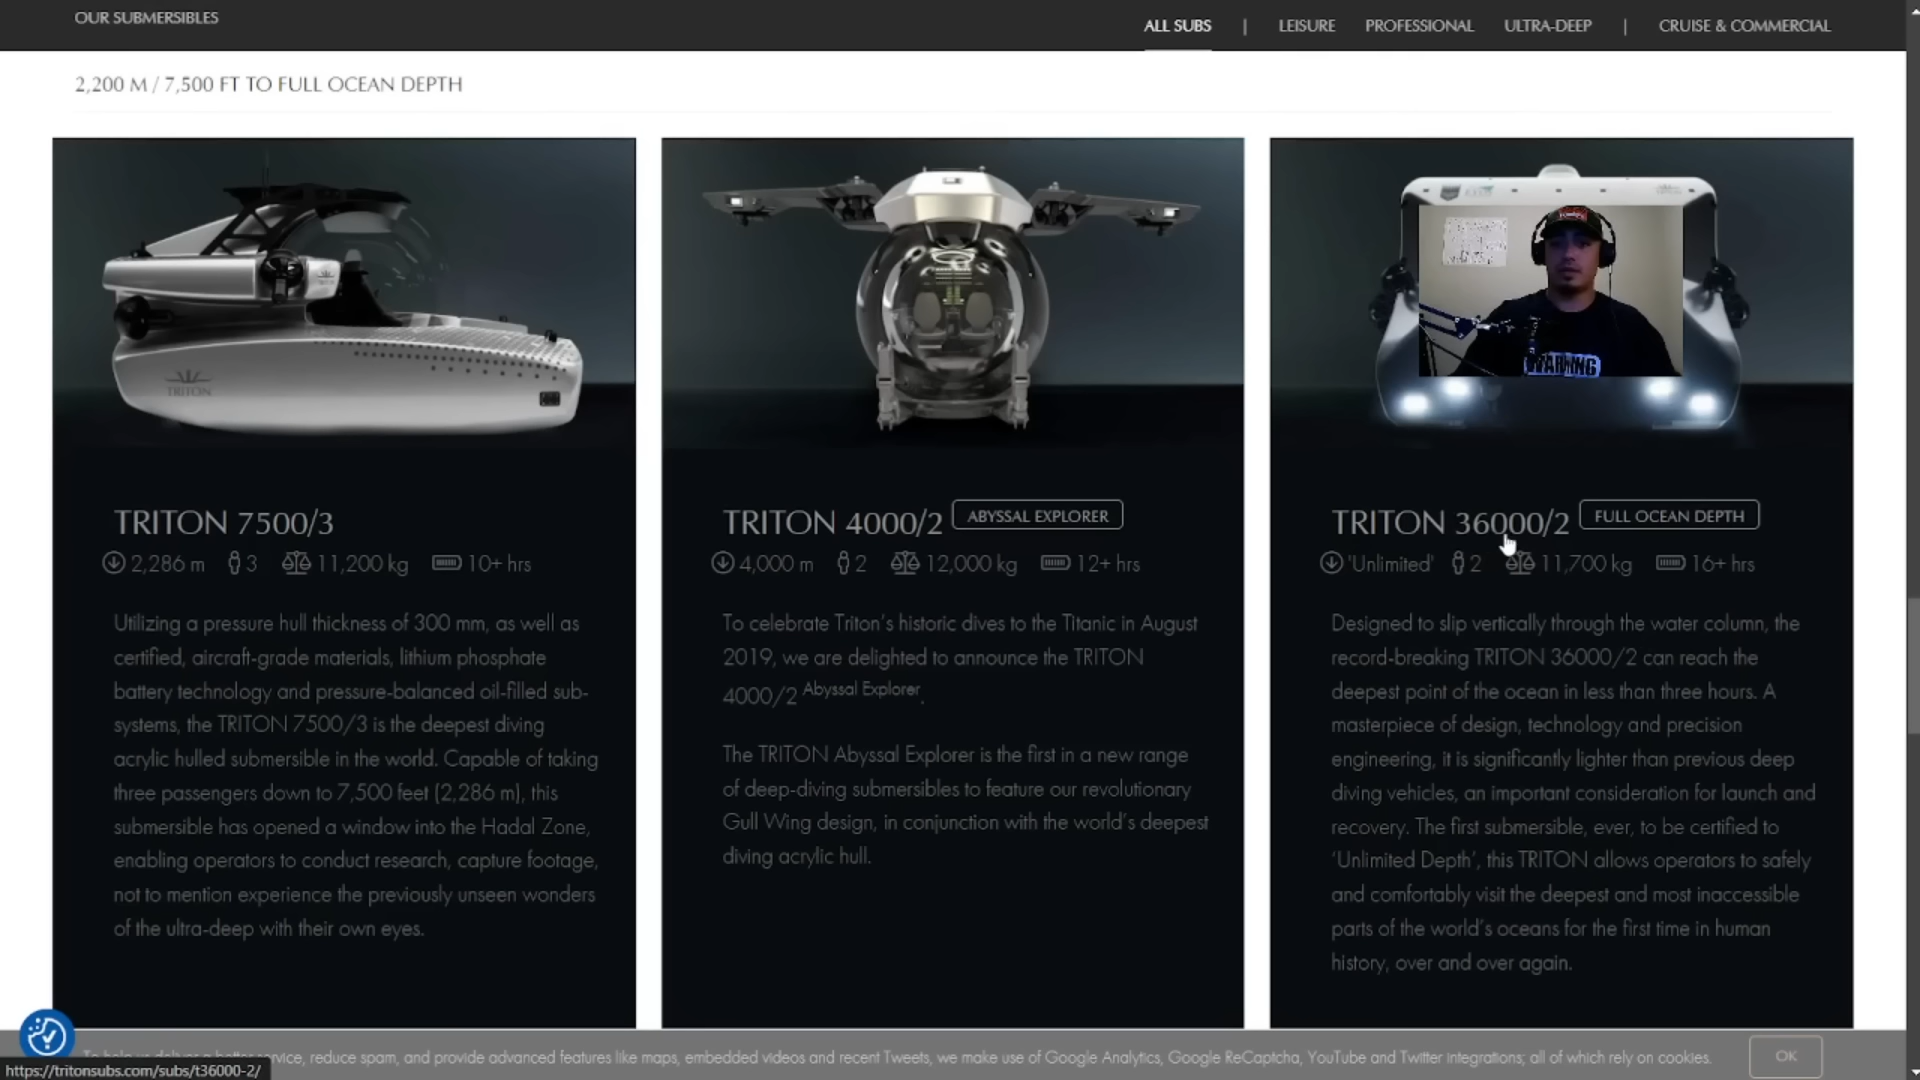 OUR SUBMERSIBLES
ALL SUBS | LEISURE PROFESSIONAL ULTRA-DEEP | CRUISE & COMMERCIAL
2,200 M / 7,500 FT TO FULL OCEAN DEPTH
TRITON
WARNING
TRITON 7500/3
2,286 m 3 11,200 kg 10+ hrs
Utilizing a pressure hull thickness of 300 mm, as well as
certified, aircraft-grade materials, lithium phosphate
battery technology and pressure-balanced oil-filled sub-
systems, the TRITON 7500/3 is the deepest diving
acrylic hulled submersible in the world. Capable of taking
three passengers down to 7,500 feet (2,286 m), this
submersible has opened a window into the Hadal Zone,
enabling operators to conduct research, capture footage,
not to mention experience the previously unseen wonders
of the ultra-deep with their own eyes.
TRITON 4000/2 ABYSSAL EXPLORER
4,000 m 2 12,000 kg 12+ hrs
To celebrate Triton's historic dives to the Titanic in August
2019, we are delighted to announce the TRITON
4000/2 Abyssal Explorer.
The TRITON Abyssal Explorer is the first in a new range
of deep-diving submersibles to feature our revolutionary
Gull Wing design, in conjunction with the world's deepest
diving acrylic hull.
TRITON 36000/2 FULL OCEAN DEPTH
'Unlimited' 2 11,700 kg 16+ hrs
Designed to slip vertically through the water column, the
record-breaking TRITON 36000/2 can reach the
deepest point of the ocean in less than three hours. A
masterpiece of design, technology and precision
engineering, it is significantly lighter than previous deep
diving vehicles, an important consideration for launch and
recovery. The first submersible, ever, to be certified to
'Unlimited Depth', this TRITON allows operators to safely
and comfortably visit the deepest and most inaccessible
parts of the world's oceans for the first time in human
history, over and over again.
To help us deliver a better service, reduce spam, and provide advanced features like maps, embedded videos and recent Tweets, we make use of Google Analytics, Google ReCaptcha, YouTube and Twitter integrations; all of which rely on cookies. OK
https://tritonsubs.com/subs/t36000-2/